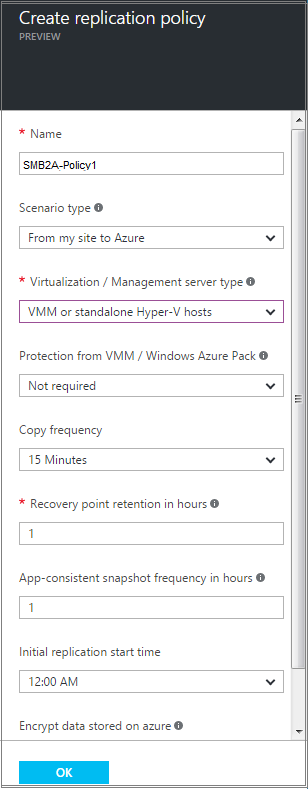 Create replication policy
PREVIEW
* Name
SMB2A-Policy1
Scenario type
From my site to Azure
* Virtualization / Management server type
VMM or standalone Hyper-V hosts
Protection from VMM / Windows Azure Pack
Not required
Copy frequency
15 Minutes
* Recovery point retention in hours
1
App-consistent snapshot frequency in hours
1
Initial replication start time
12:00 AM
Encrypt data stored on azure
OK